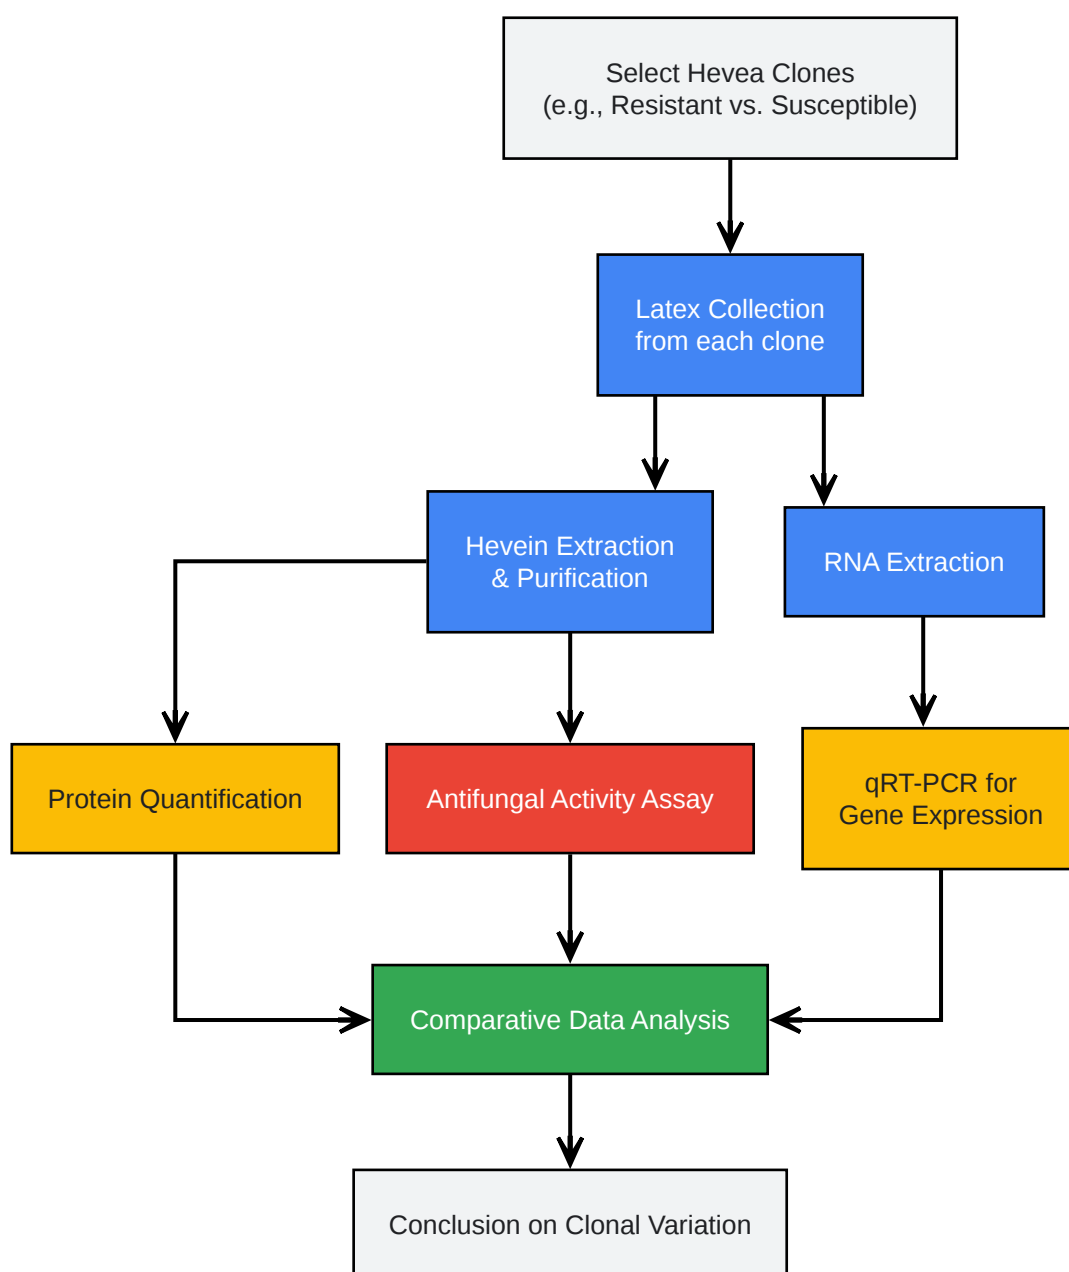 Select Hevea Clones
(e.g., Resistant vs. Susceptible)
Latex Collection
from each clone
Hevein Extraction
& Purification
RNA Extraction
Protein Quantification
Antifungal Activity Assay
qRT-PCR for
Gene Expression
Comparative Data Analysis
Conclusion on Clonal Variation